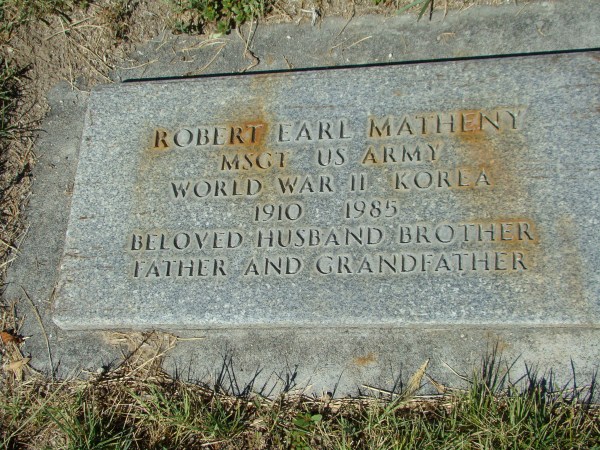 ROBERT EARL MATHENY
MSGT US ARMY
WORLD WAR II KOREA
1910 1985
BELOVED HUSBAND BROTHER
FATHER AND GRANDFATHER